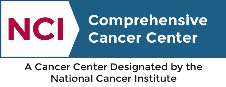 NCI
Comprehensive
Cancer Center
A Cancer Center Designated by the
National Cancer Institute